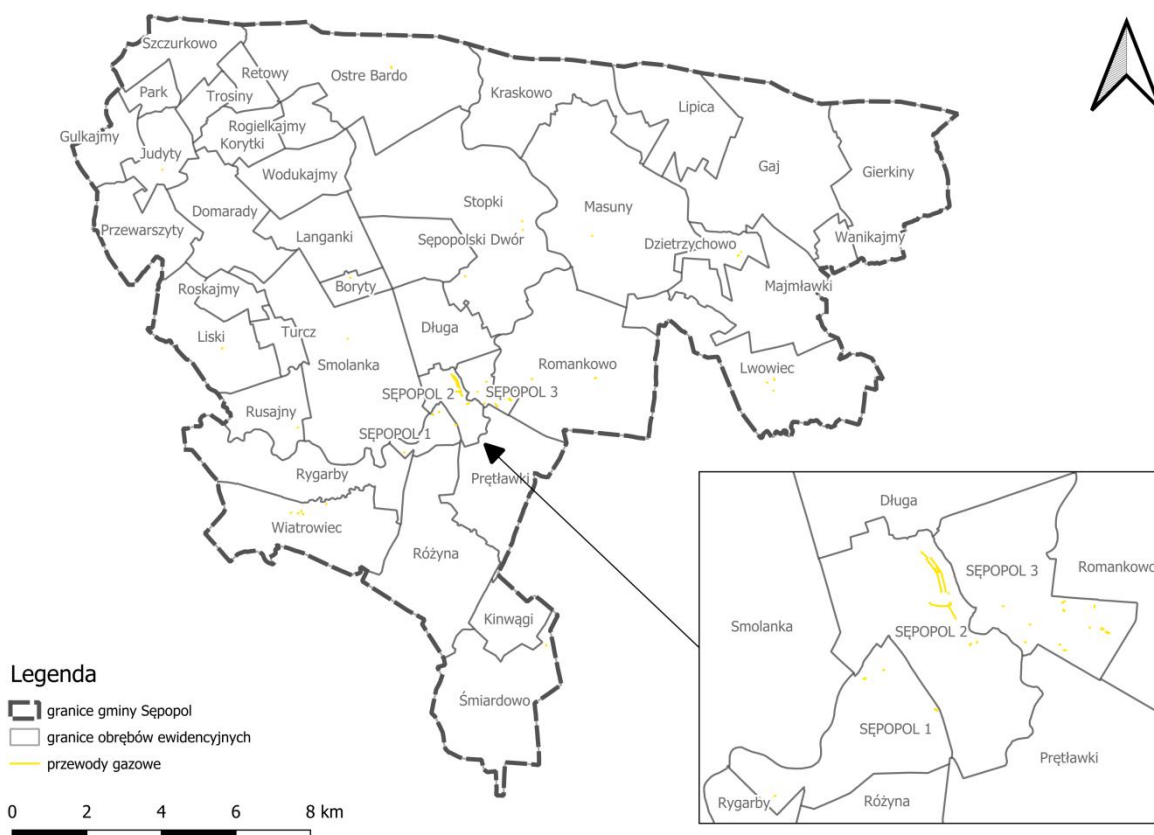 Szczurkowo
Retowy
Ostre Bardo
Park
Trosiny
Kraskowo
Lipica
Rogielkajmy
Gulkajmy
Korytki
Judyty
Gaj
Gierkiny
Wodukajmy
Domarady
Stopki
Masuny
Przewarszyty
Langanki
Sępopolski Dwór
Dzietrzychowo
Wanikajmy
Roskajmy
Boryty
Majmławki
Liski
Turcz
Długa
Smolanka
Romankowo
Lwowiec
SĘPOPOL 2
SĘPOPOL 3
Rusajny
SĘPOPOL 1
Rygarby
Prętławki
Wiatrowiec
Różyna
Kinwągi
Śmiardowo
Długa
SĘPOPOL 3
Romankowo
Smolanka
SĘPOPOL 2
SĘPOPOL 1
Prętławki
Rygarby
Różyna
Legenda
granice gminy Sępopol
granice obrębów ewidencyjnych
przewody gazowe
0 2 4 6 8 km